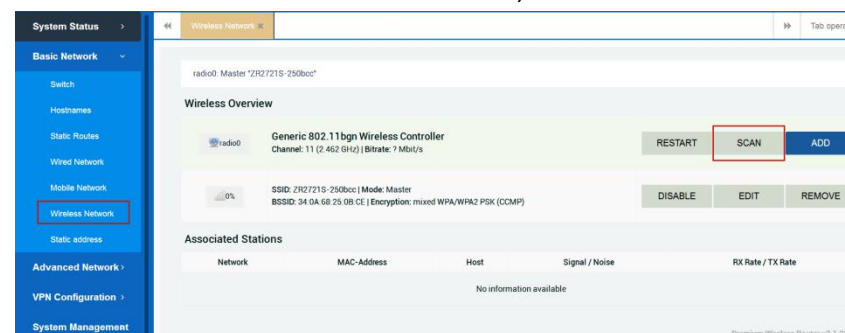 System Status
Wireless Network
Tab opera
Basic Network
Switch
Hostnames
Static Routes
Wired Network
Mobile Network
Wireless Network
Static address
Advanced Network
VPN Configuration
System Management
radio0: Master "ZR2721S-250bcc"
Wireless Overview
radio0
Generic 802.11bgn Wireless Controller
Channel: 11 (2.462 GHz) | Bitrate: ? Mbit/s
RESTART
SCAN
ADD
0%
SSID: ZR2721S-250bcc | Mode: Master
BSSID: 34:0A:68:25:0B:CE | Encryption: mixed WPA/WPA2 PSK (CCMP)
DISABLE
EDIT
REMOVE
Associated Stations
Network MAC-Address Host Signal / Noise RX Rate / TX Rate
No information available